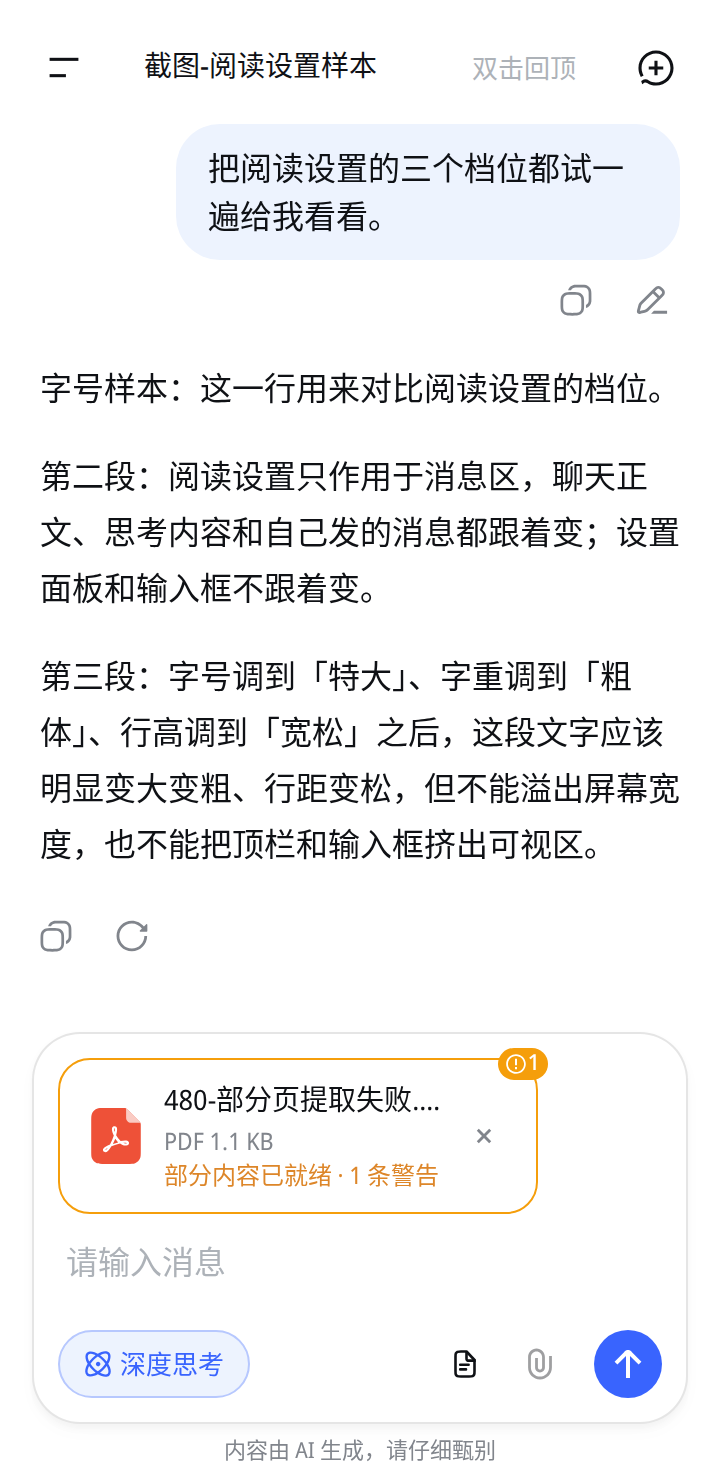 截图-阅读设置样本
双击回顶
把阅读设置的三个档位都试一
遍给我看看。
字号样本：这一行用来对比阅读设置的档位。
第二段：阅读设置只作用于消息区，聊天正
文、思考内容和自己发的消息都跟着变；设置
面板和输入框不跟着变。
第三段：字号调到「特大」、字重调到「粗
体」、行高调到「宽松」之后，这段文字应该
明显变大变粗、行距变松，但不能溢出屏幕宽
度，也不能把顶栏和输入框挤出可视区。
1
480-部分页提取失败....
PDF 1.1 KB
部分内容已就绪 · 1 条警告
请输入消息
深度思考
内容由 AI 生成，请仔细甄别